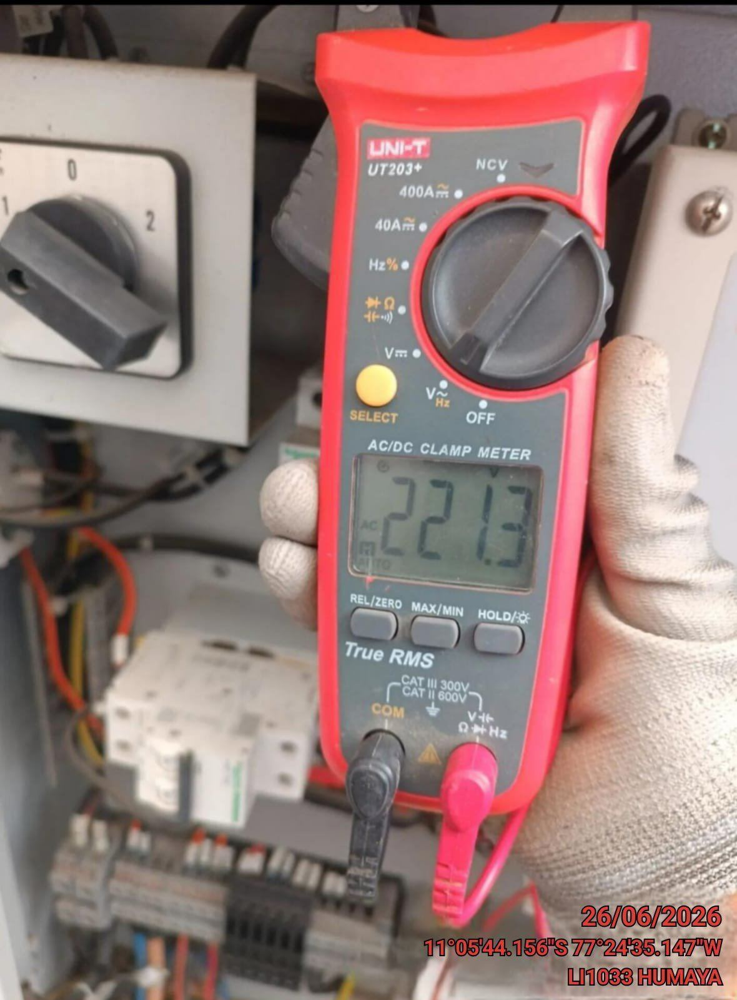 0
1
2
UNI-T
UT203+
NCV
400A
40A
Hz%
Ω
V
V~
Hz
OFF
SELECT
AC/DC CLAMP METER
V
AC
221.3
AUTO
REL/ZERO MAX/MIN HOLD/
True RMS
CAT III 300V
CAT II 600V
COM
V
Ω Hz
26/06/2026
11°05'44.156"S 77°24'35.147"W
LI1033 HUMAYA